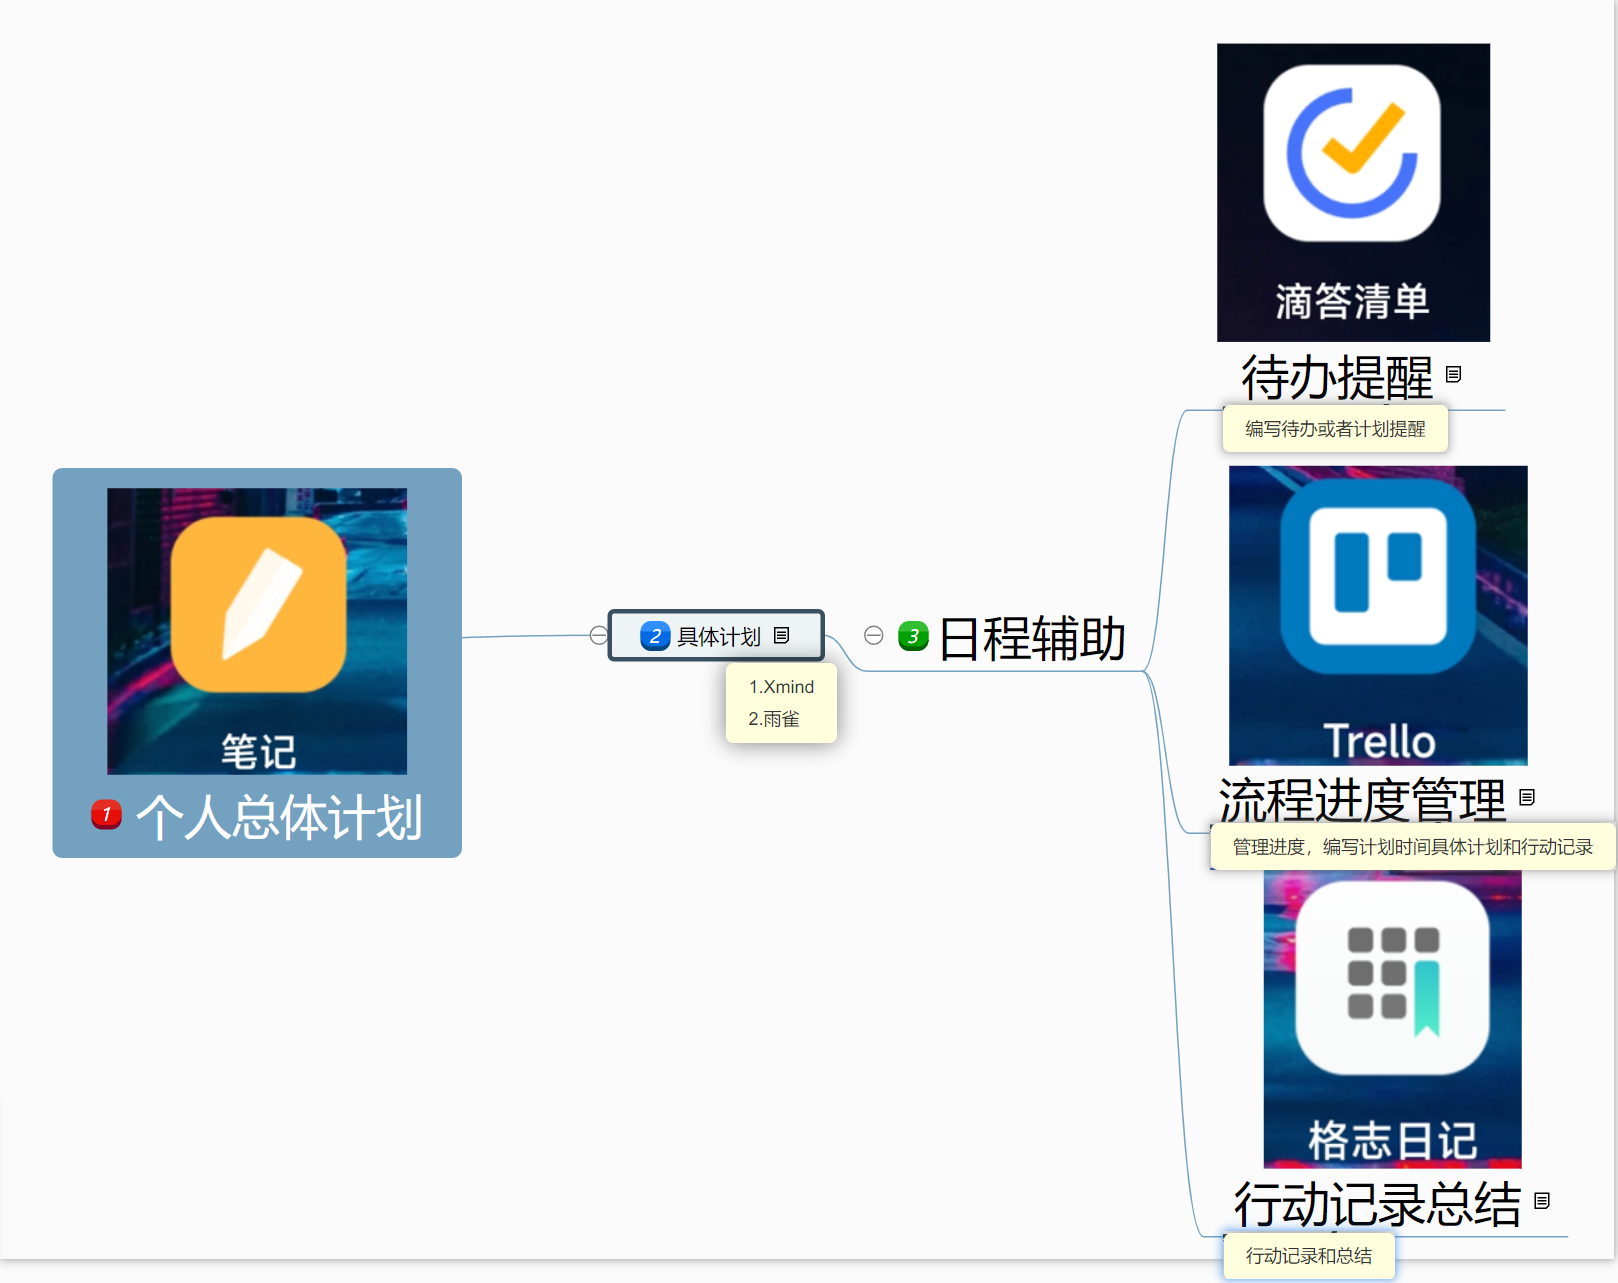 笔记
1 个人总体计划
2 具体计划
1.Xmind
2.雨雀
3 日程辅助
滴答清单
待办提醒
编写待办或者计划提醒
Trello
流程进度管理
管理进度，编写计划时间具体计划和行动记录
格志日记
行动记录总结
行动记录和总结